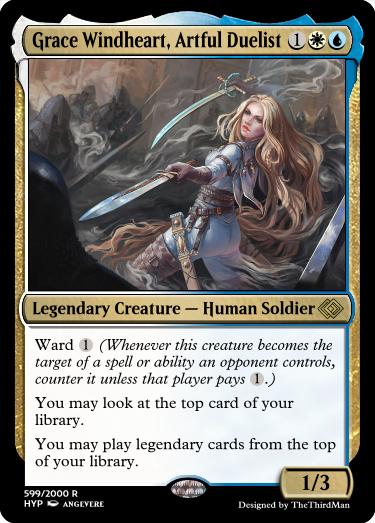 Grace Windheart, Artful Duelist 1
Legendary Creature — Human Soldier
Ward 1 (Whenever this creature becomes the
target of a spell or ability an opponent controls,
counter it unless that player pays 1.)
You may look at the top card of your
library.
You may play legendary cards from the top
of your library.
1/3
599/2000 R
HYP ANGEVERE
Designed by TheThirdMan